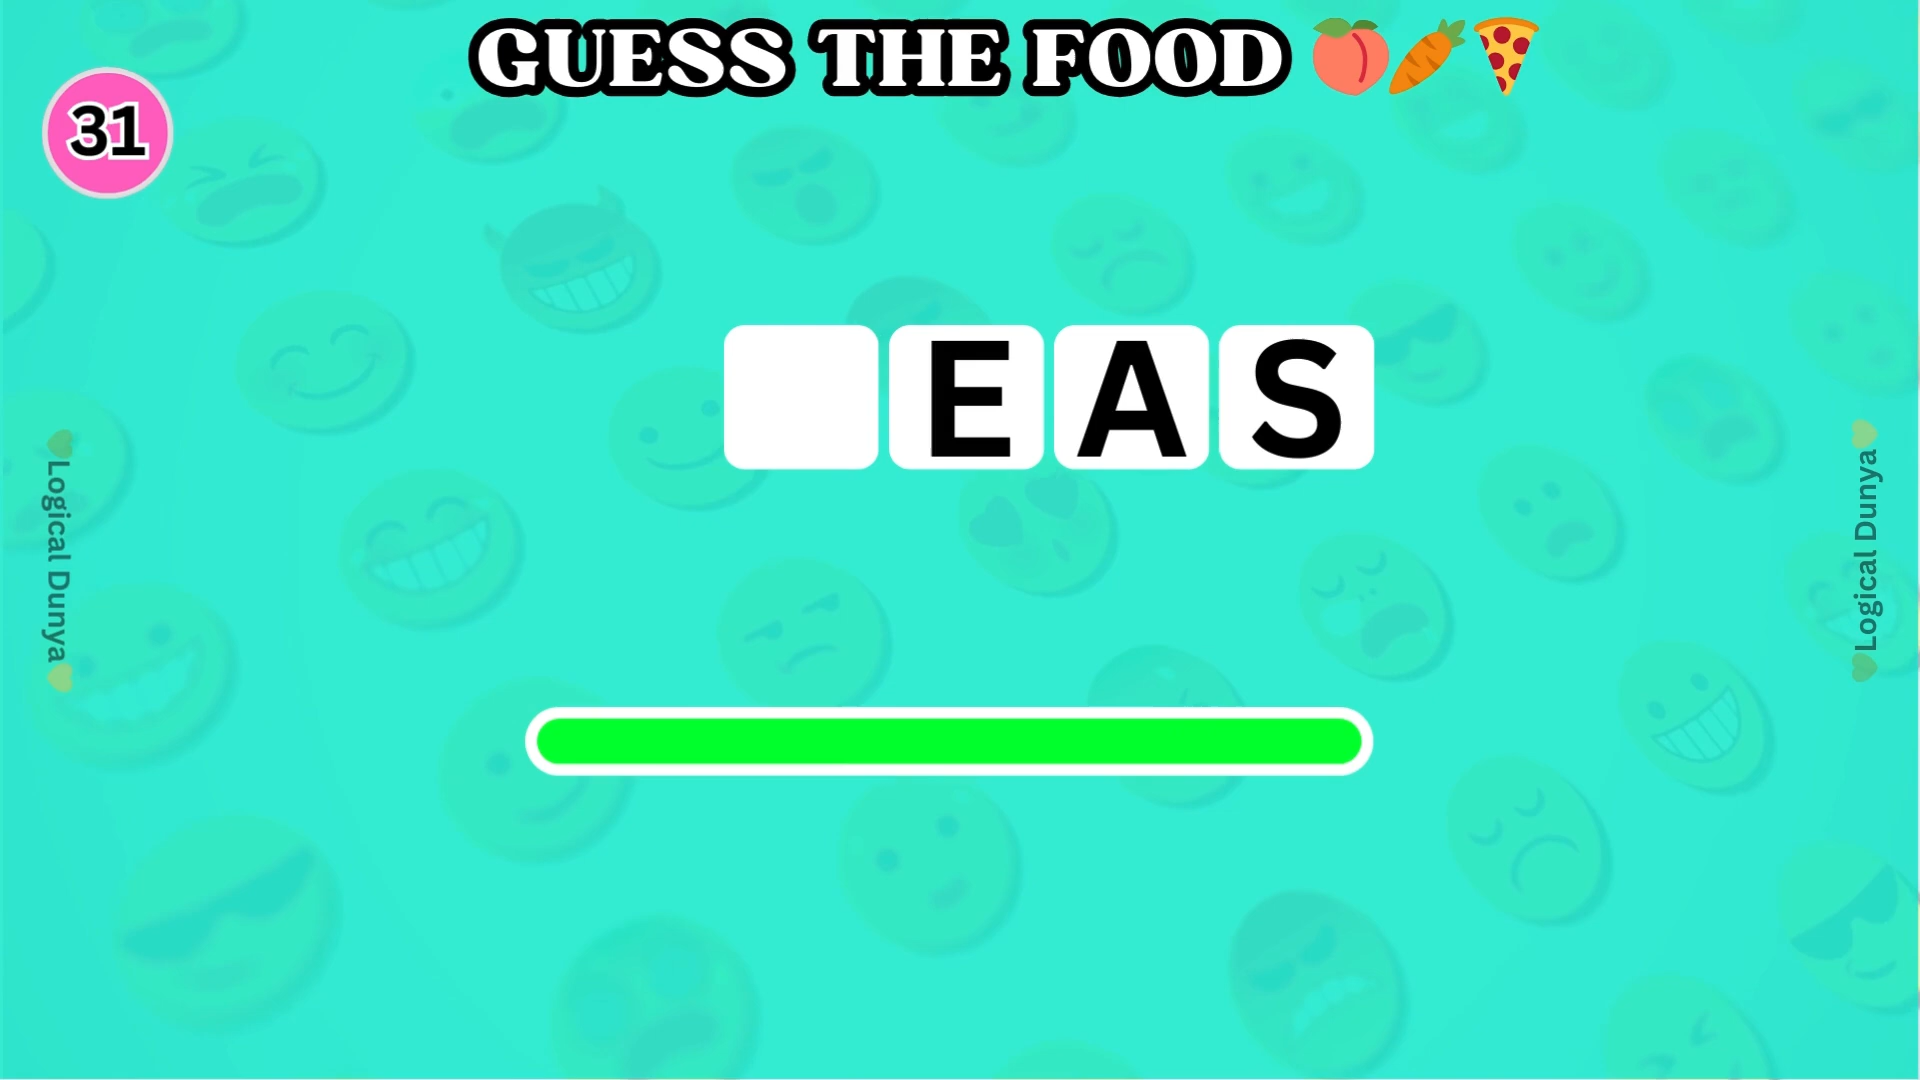 GUESS THE FOOD 🍑🥕🍕
31
EAS
Logical Dunya
Logical Dunya